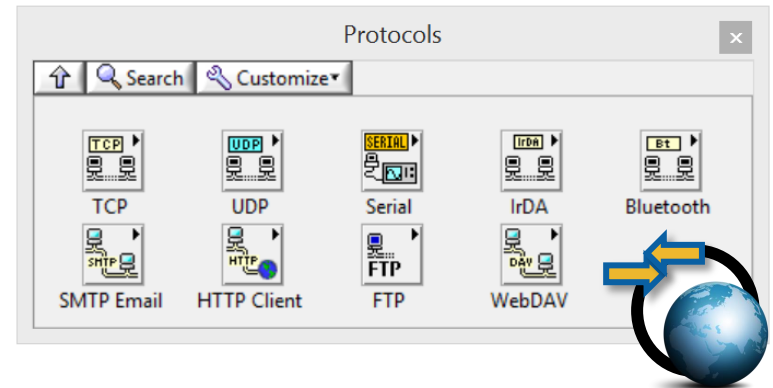 Protocols
Search Customize
TCP UDP SERIAL IrDA Bt
TCP UDP Serial IrDA Bluetooth
SMTP HTTP FTP DAV
SMTP Email HTTP Client FTP WebDAV